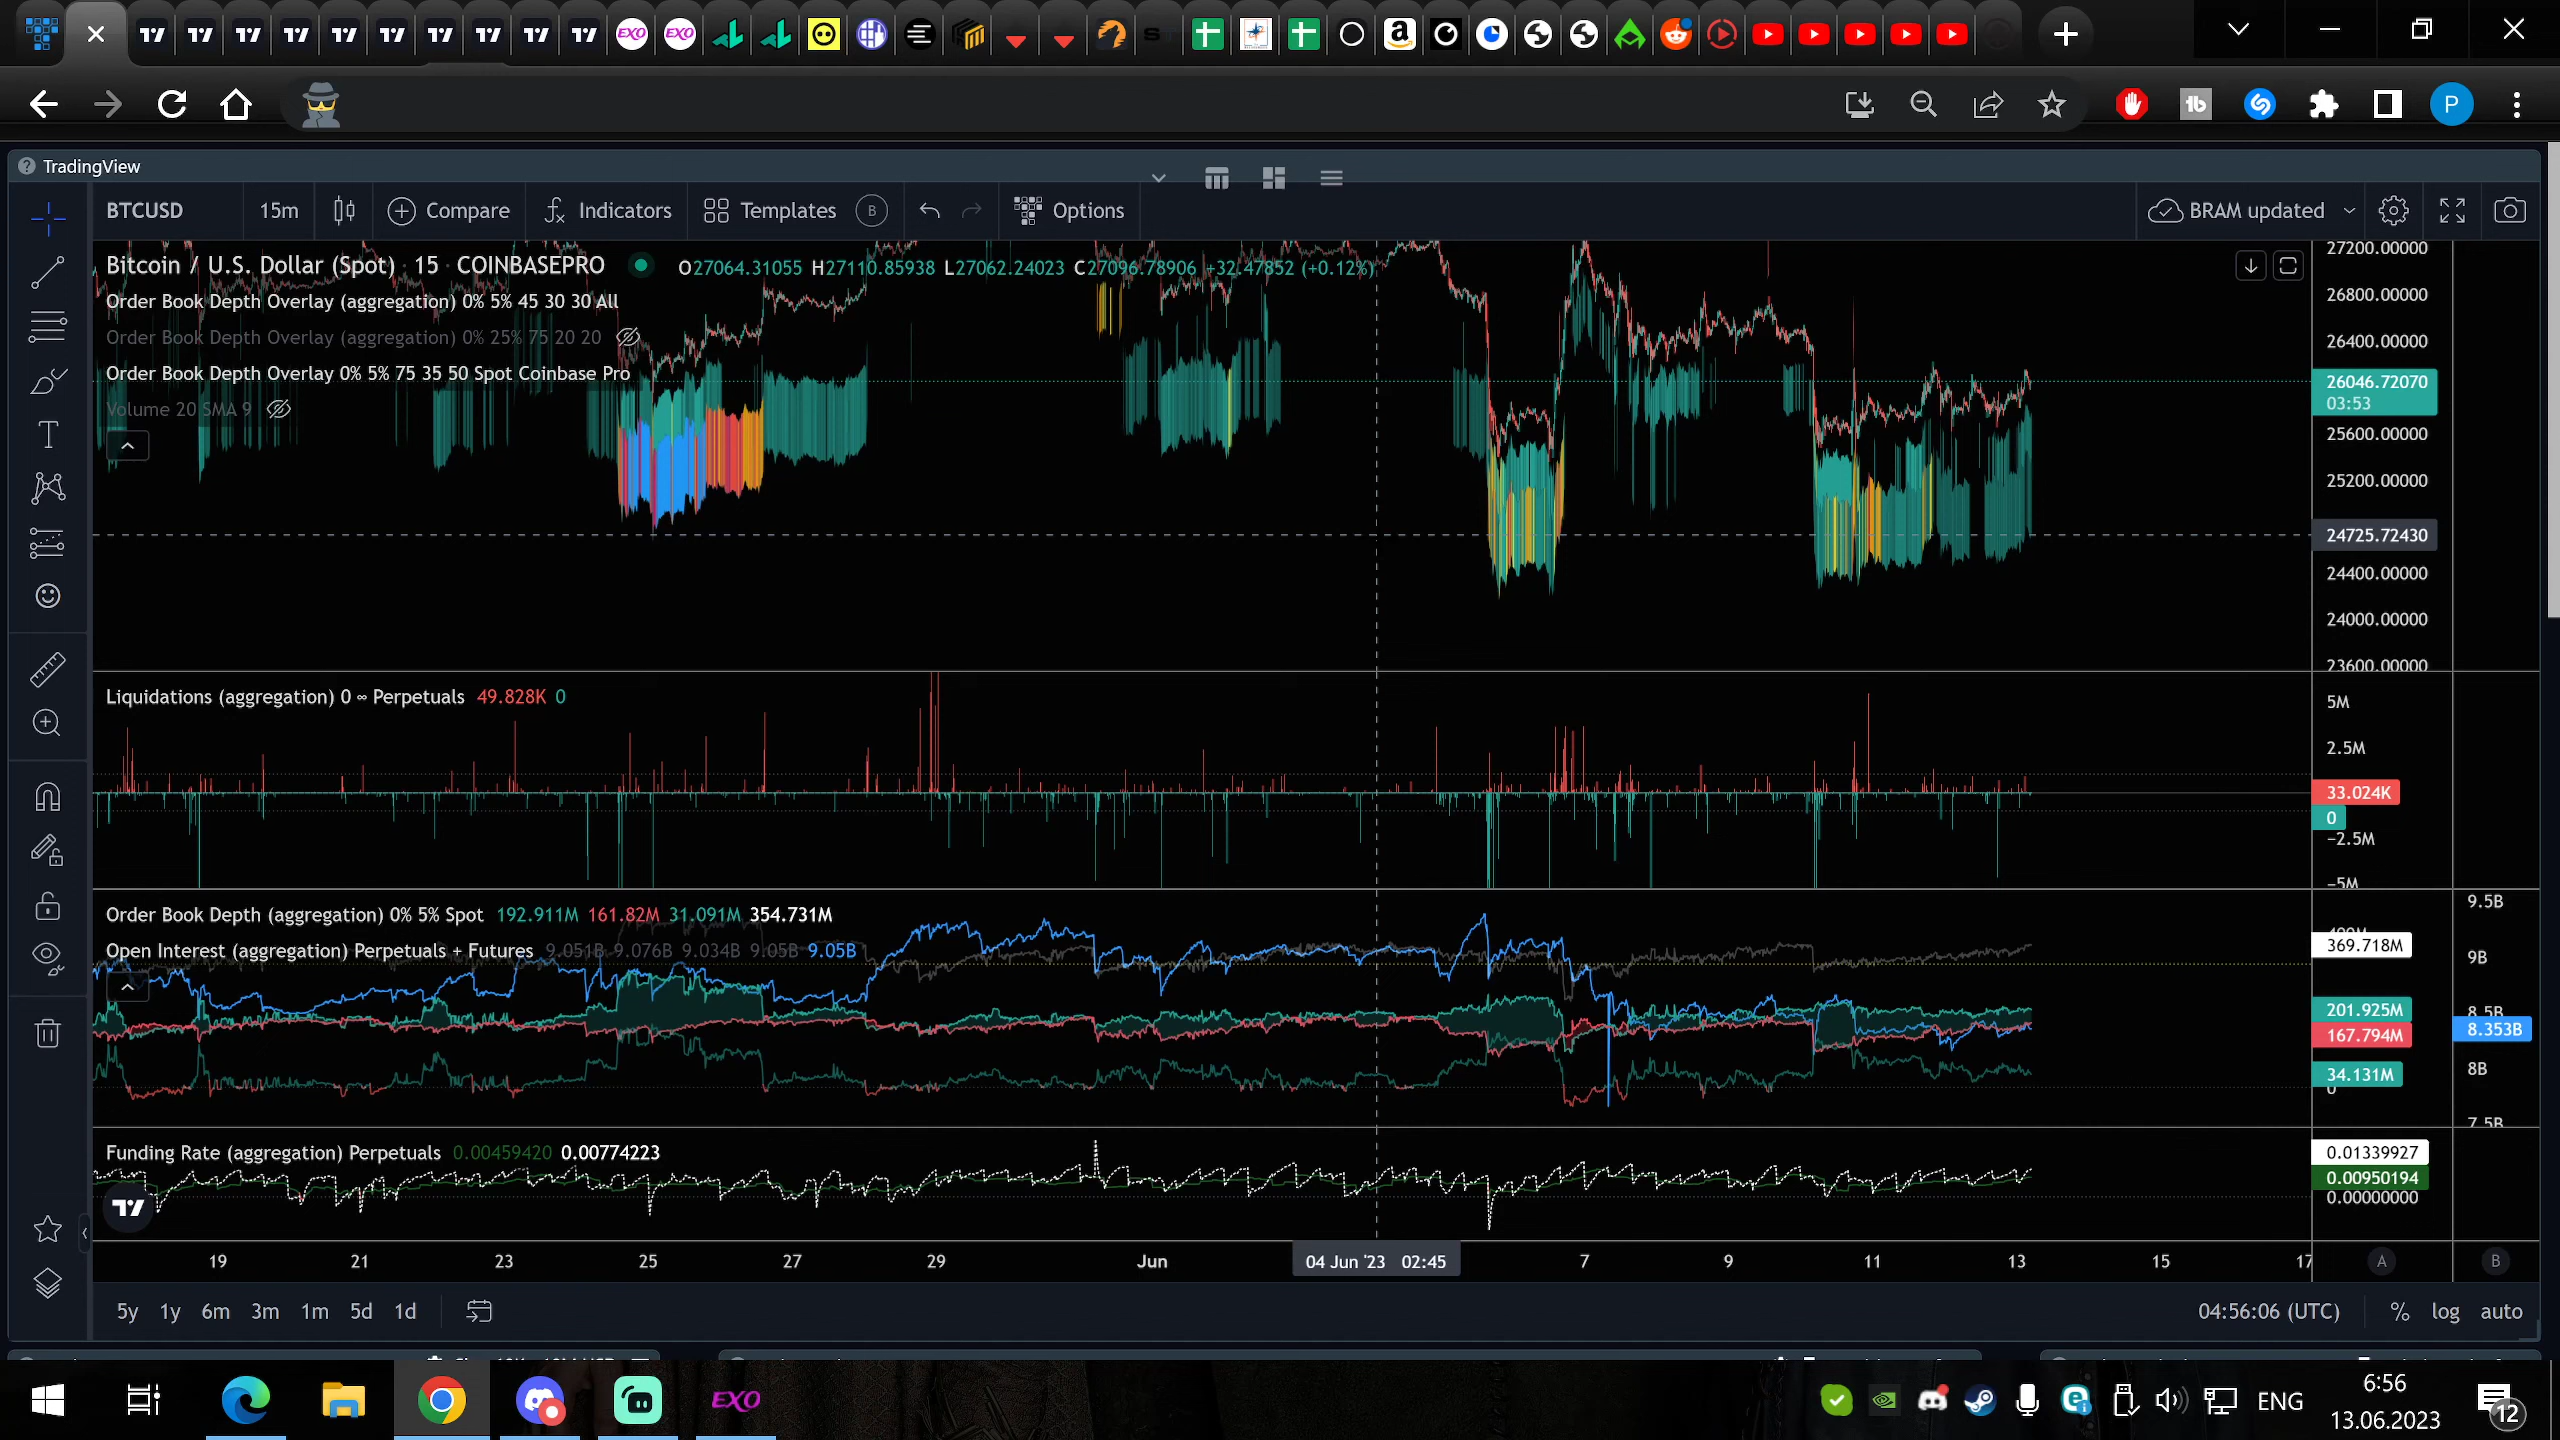 TradingView
BTCUSD 15m Compare Indicators Templates B Options BRAM updated
Bitcoin / U.S. Dollar (Spot) · 15 · COINBASEPRO O27064.31055 H27110.85938 L27062.24023 C27096.78906 +32.47852 (+0.12%)
Order Book Depth Overlay (aggregation) 0% 5% 45 30 30 All
Order Book Depth Overlay (aggregation) 0% 25% 75 20 20
Order Book Depth Overlay 0% 5% 75 35 50 Spot Coinbase Pro
Volume 20 SMA 9
27200.00000
26800.00000
26400.00000
26046.72070
03:53
25600.00000
25200.00000
24725.72430
24400.00000
24000.00000
23600.00000
Liquidations (aggregation) 0 ∞ Perpetuals 49.828K 0
5M
2.5M
33.024K
0
−2.5M
−5M
Order Book Depth (aggregation) 0% 5% Spot 192.911M 161.82M 31.091M 354.731M
Open Interest (aggregation) Perpetuals + Futures 9.051B 9.076B 9.034B 9.05B 9.05B
369.718M
201.925M
167.794M
34.131M
0
9.5B
9B
8.5B
8.353B
8B
7.5B
Funding Rate (aggregation) Perpetuals 0.00459420 0.00774223
0.01339927
0.00950194
0.00000000
19 21 23 25 27 29 Jun 04 Jun '23 02:45 7 9 11 13 15 17 A B
5y 1y 6m 3m 1m 5d 1d 04:56:06 (UTC) % log auto
EXO ENG 6:56
13.06.2023 12